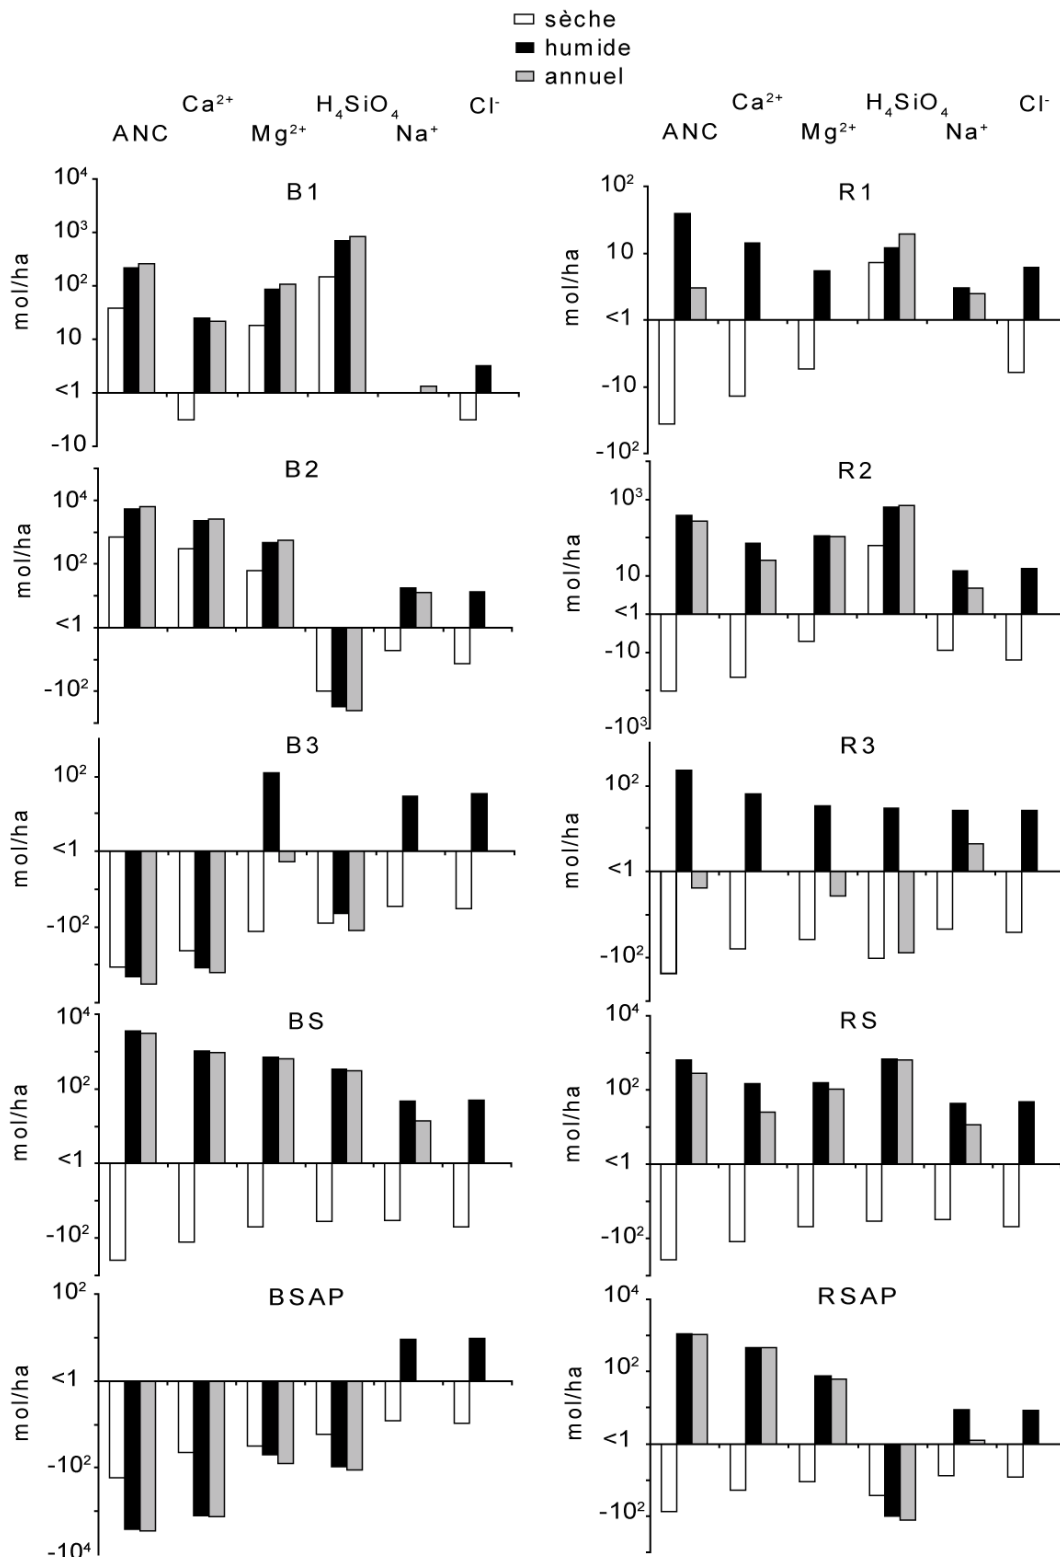 sèche
humide
annuel
Ca²⁺ H₄SiO₄ Cl⁻
ANC Mg²⁺ Na⁺
Ca²⁺ H₄SiO₄ Cl⁻
ANC Mg²⁺ Na⁺
B1
mol/ha
10⁴
10³
10²
10
<1
-10
R1
mol/ha
10²
10
<1
-10
-10²
B2
mol/ha
10⁴
10²
<1
-10²
R2
mol/ha
10³
10
<1
-10
-10³
B3
mol/ha
10²
<1
-10²
R3
mol/ha
10²
<1
-10²
BS
mol/ha
10⁴
10²
<1
-10²
RS
mol/ha
10⁴
10²
<1
-10²
BSAP
mol/ha
10²
<1
-10²
-10⁴
RSAP
mol/ha
10⁴
10²
<1
-10²